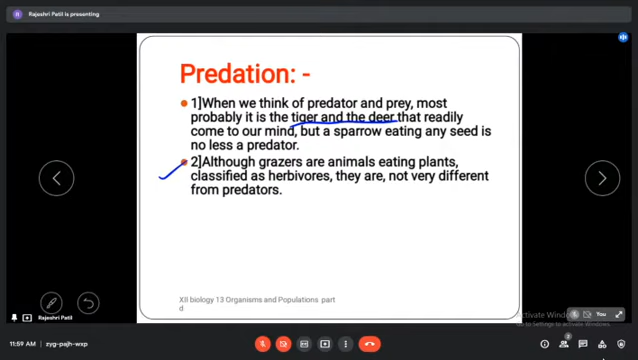 R Rajeshri Patil is presenting
Predation: -
1]When we think of predator and prey, most
probably it is the tiger and the deer that readily
come to our mind, but a sparrow eating any seed is
no less a predator.
2]Although grazers are animals eating plants,
classified as herbivores, they are, not very different
from predators.
XII biology 13 Organisms and Populations part
d
Activate Windows
Go to Settings to activate Windows.
You
Rajeshri Patil
11:59 AM zyg-pajh-wxp
2